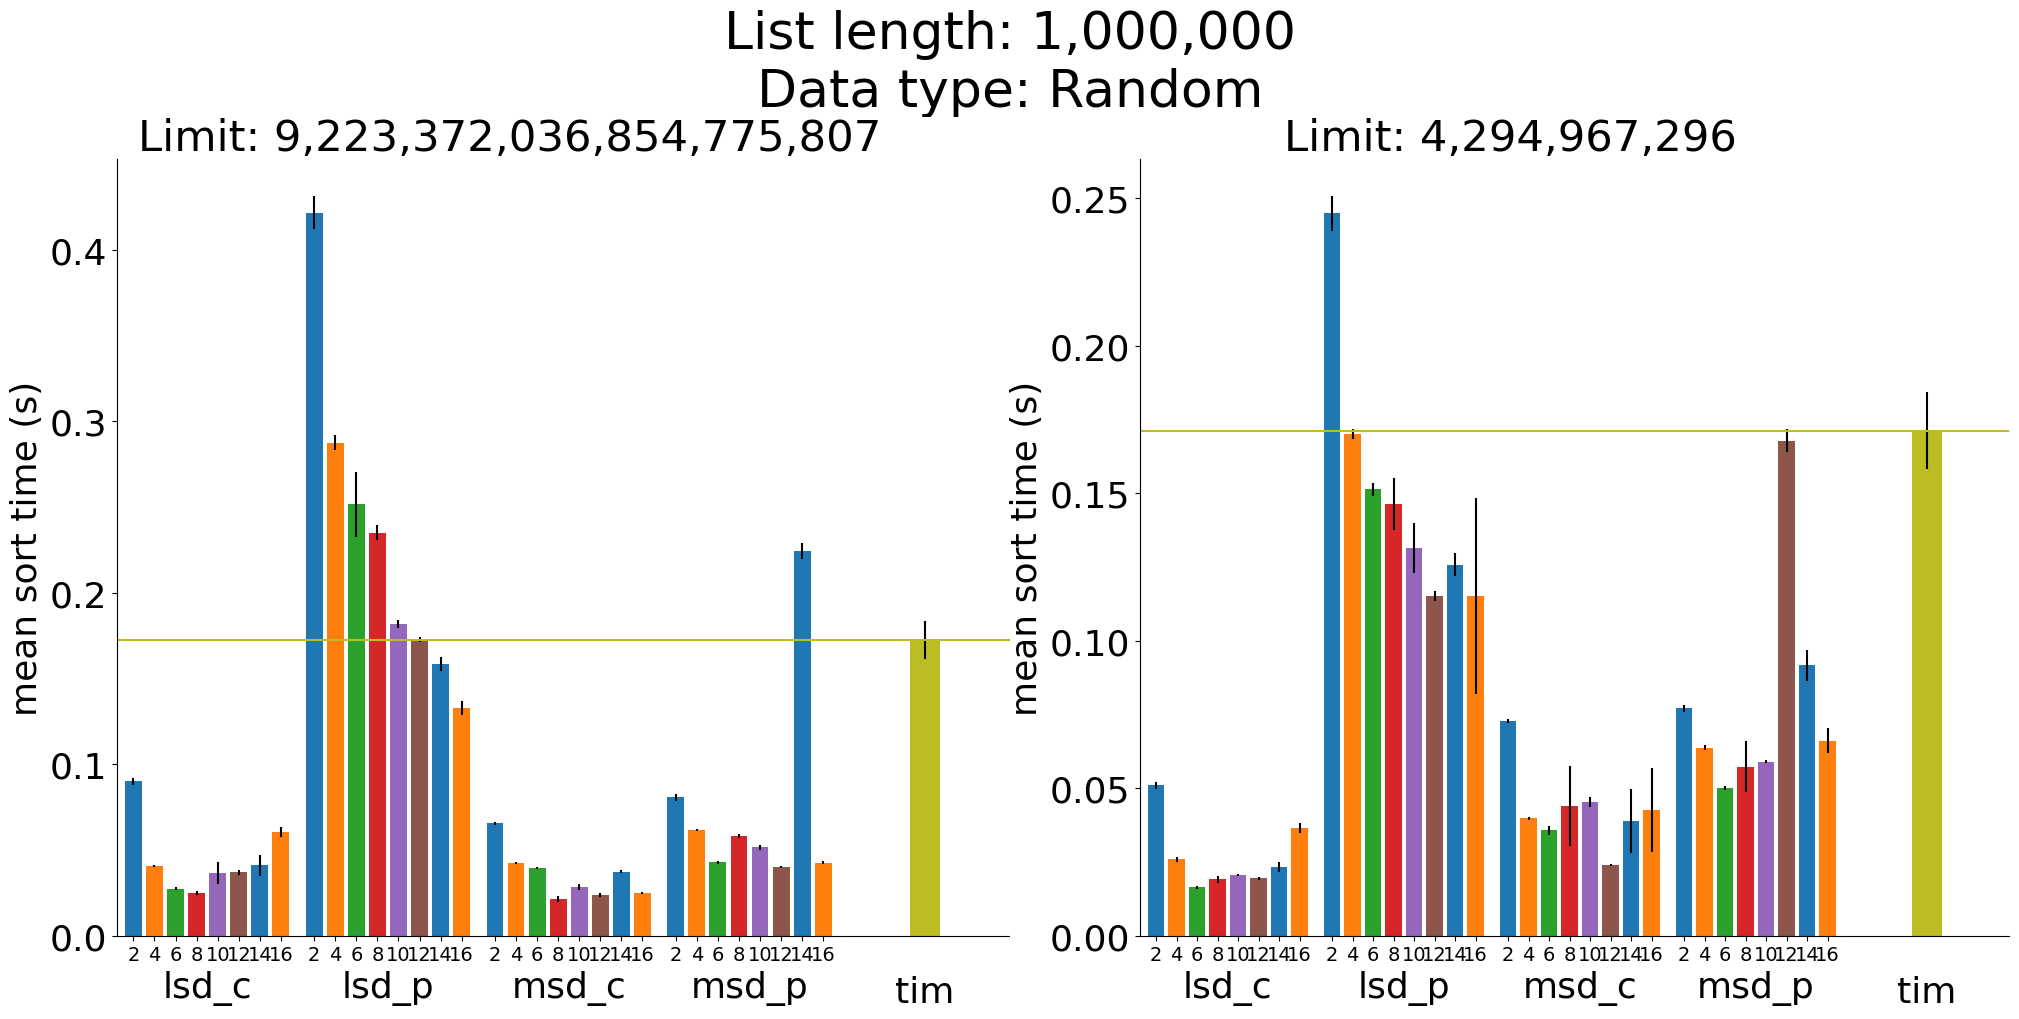 List length: 1,000,000
Data type: Random
Limit: 9,223,372,036,854,775,807
mean sort time (s)
0.4
0.3
0.2
0.1
0.0
2 4 6 8 10 12 14 16 2 4 6 8 10 12 14 16 2 4 6 8 10 12 14 16 2 4 6 8 10 12 14 16
lsd_c lsd_p msd_c msd_p tim
Limit: 4,294,967,296
mean sort time (s)
0.25
0.20
0.15
0.10
0.05
0.00
2 4 6 8 10 12 14 16 2 4 6 8 10 12 14 16 2 4 6 8 10 12 14 16 2 4 6 8 10 12 14 16
lsd_c lsd_p msd_c msd_p tim